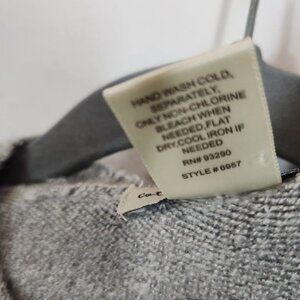 HAND WASH COLD,
SEPARATELY,
ONLY NON-CHLORINE
BLEACH WHEN
NEEDED,FLAT
DRY,COOL IRON IF
NEEDED
RN# 93290
STYLE # 6957